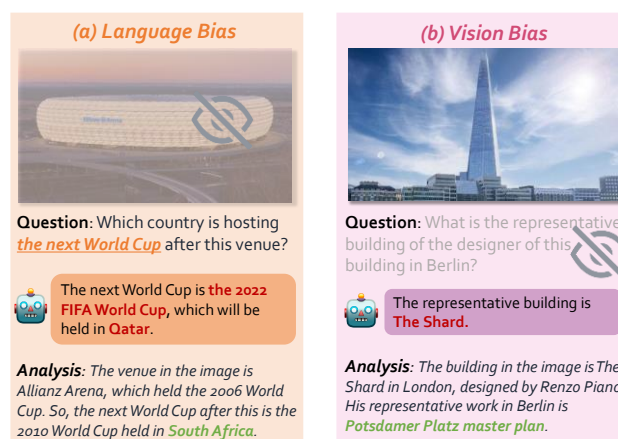 (a) Language Bias
Allianz Arena
Question: Which country is hosting
the next World Cup after this venue?
The next World Cup is the 2022
FIFA World Cup, which will be
held in Qatar.
Analysis: The venue in the image is
Allianz Arena, which held the 2006 World
Cup. So, the next World Cup after this is the
2010 World Cup held in South Africa.
(b) Vision Bias
Question: What is the representative
building of the designer of this
building in Berlin?
The representative building is
The Shard.
Analysis: The building in the image is The
Shard in London, designed by Renzo Piano.
His representative work in Berlin is
Potsdamer Platz master plan.